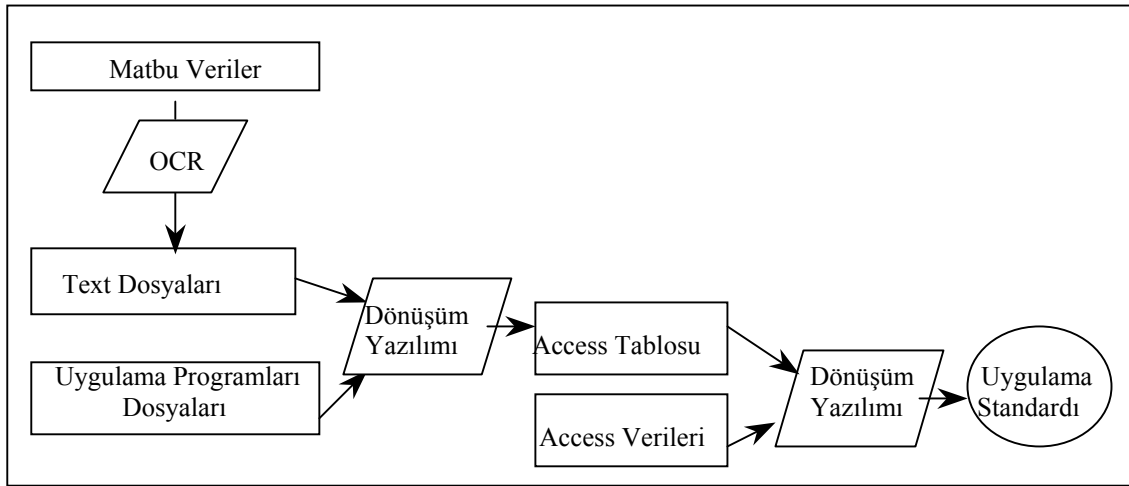 Matbu Veriler
OCR
Text Dosyaları
Uygulama Programları
Dosyaları
Dönüşüm
Yazılımı
Access Tablosu
Access Verileri
Dönüşüm
Yazılımı
Uygulama
Standardı